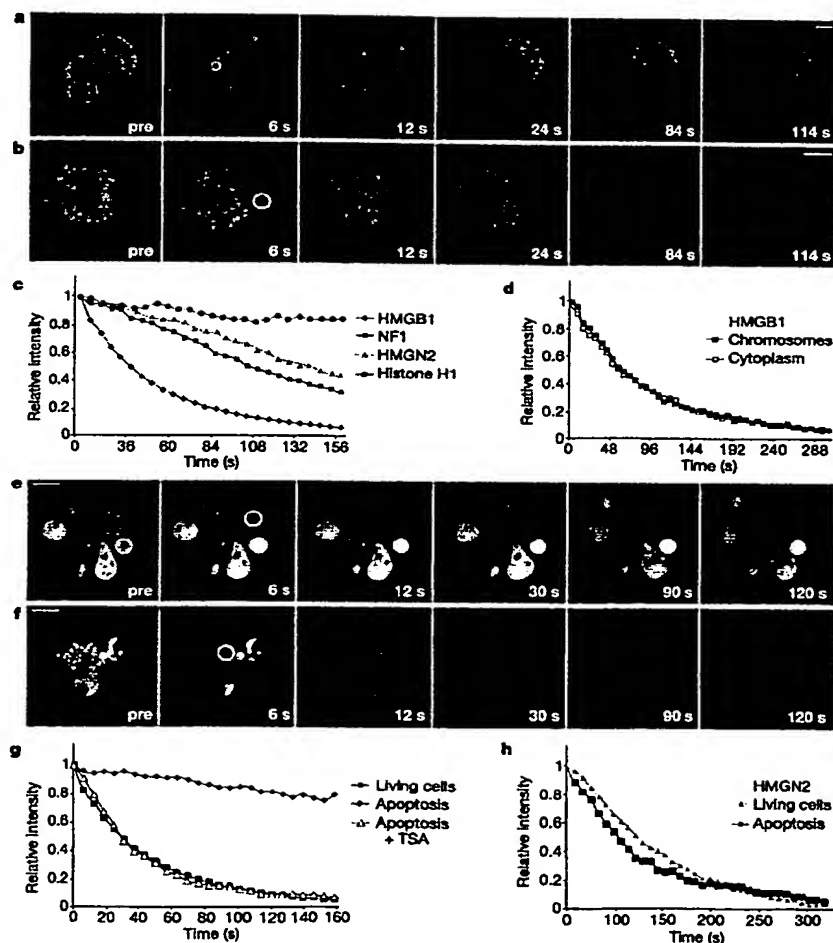 a
pre 6 s 12 s 24 s 84 s 114 s
b
pre 6 s 12 s 24 s 84 s 114 s
c
1
0.8
0.6
0.4
0.2
0
Relative intensity
0 36 60 84 108 132 156
Time (s)
HMGB1
NF1
HMGN2
Histone H1
d
1
0.8
0.6
0.4
0.2
0
Relative intensity
0 48 96 144 192 240 288
Time (s)
HMGB1
Chromosomes
Cytoplasm
e
pre 6 s 12 s 30 s 90 s 120 s
f
pre 6 s 12 s 30 s 90 s 120 s
g
1
0.8
0.6
0.4
0.2
0
Relative intensity
0 20 40 60 80 100 120 140 160
Time (s)
Living cells
Apoptosis
Apoptosis
+ TSA
h
1
0.8
0.6
0.4
0.2
0
Relative intensity
0 100 150 200 250 300
Time (s)
HMGN2
Living cells
Apoptosis